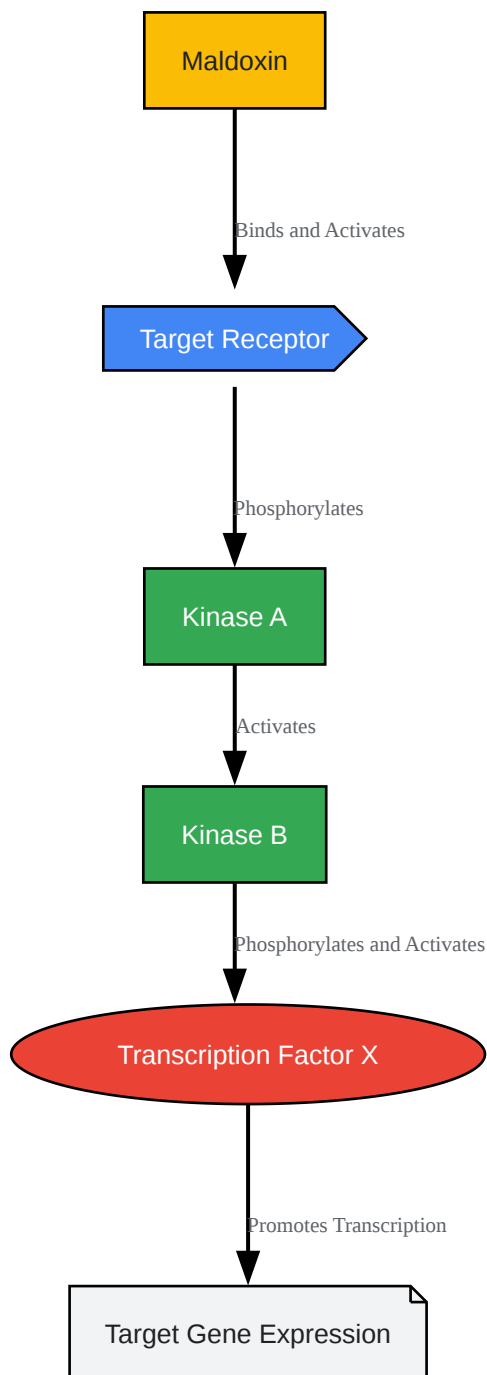 Maldoxin
Binds and Activates
Target Receptor
Phosphorylates
Kinase A
Activates
Kinase B
Phosphorylates and Activates
Transcription Factor X
Promotes Transcription
Target Gene Expression